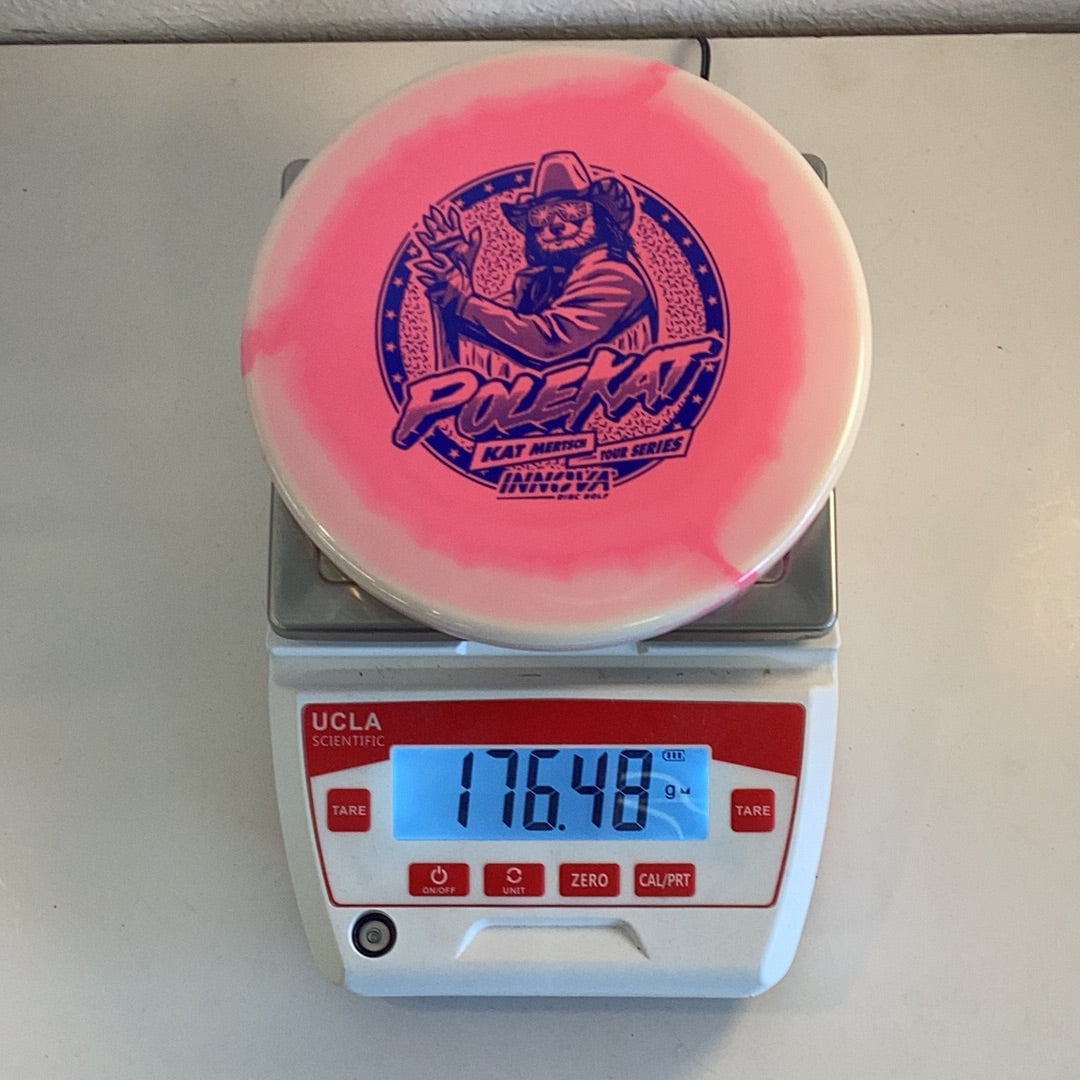 POLEKAT
KAT MERTSCH
TOUR SERIES
INNOVA
DISC GOLF
UCLA
SCIENTIFIC
176.48 g
TARE
TARE
ON/OFF
UNIT
ZERO
CAL/PRT